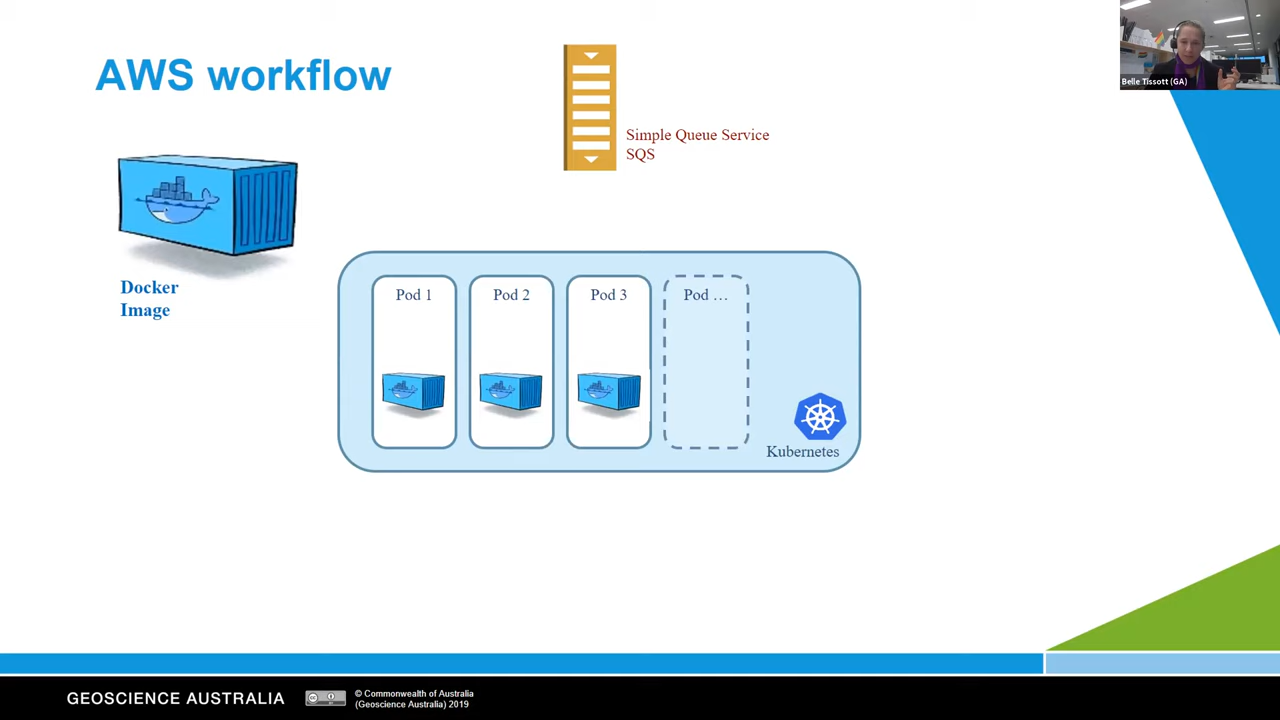 AWS workflow
Belle Tissott (GA)
Simple Queue Service
SQS
Docker
Image
Pod 1
Pod 2
Pod 3
Pod …
Kubernetes
GEOSCIENCE AUSTRALIA
© Commonwealth of Australia
(Geoscience Australia) 2019